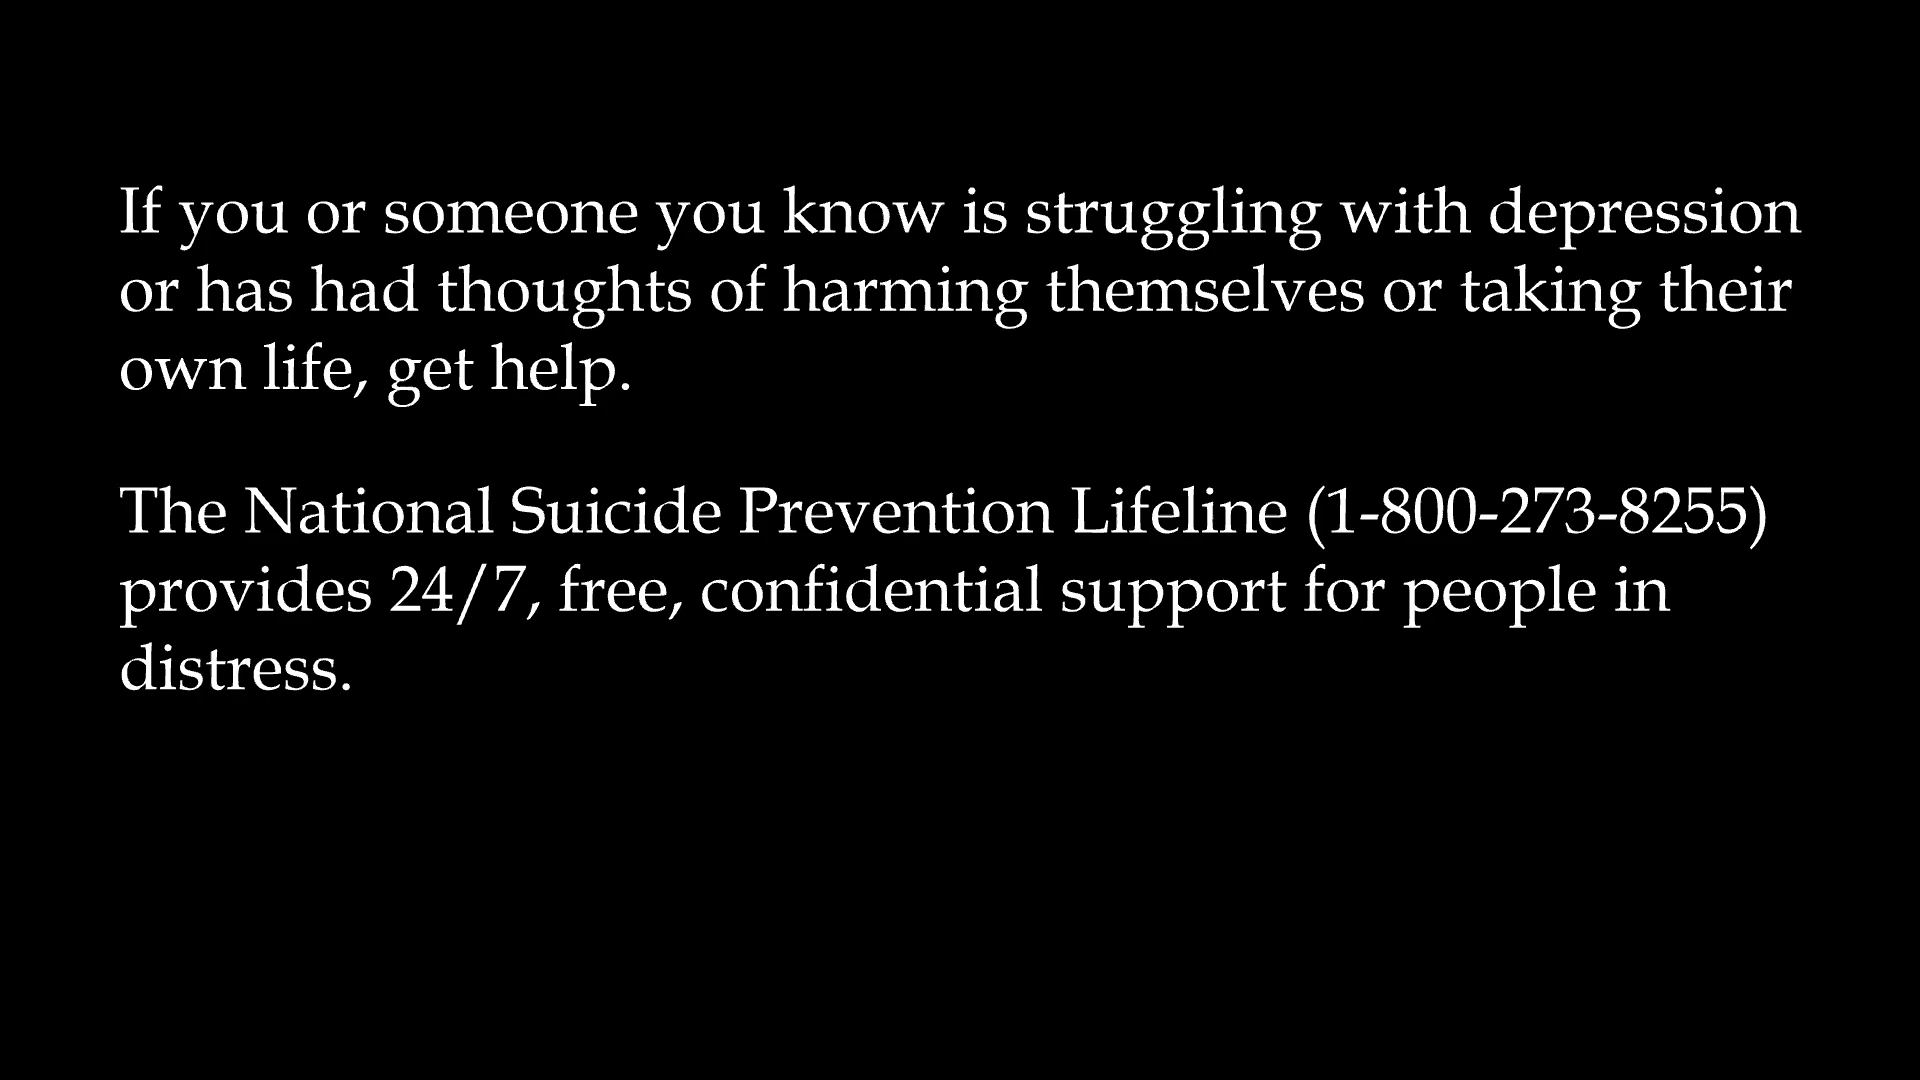 If you or someone you know is struggling with depression
or has had thoughts of harming themselves or taking their
own life, get help.
The National Suicide Prevention Lifeline (1-800-273-8255)
provides 24/7, free, confidential support for people in
distress.